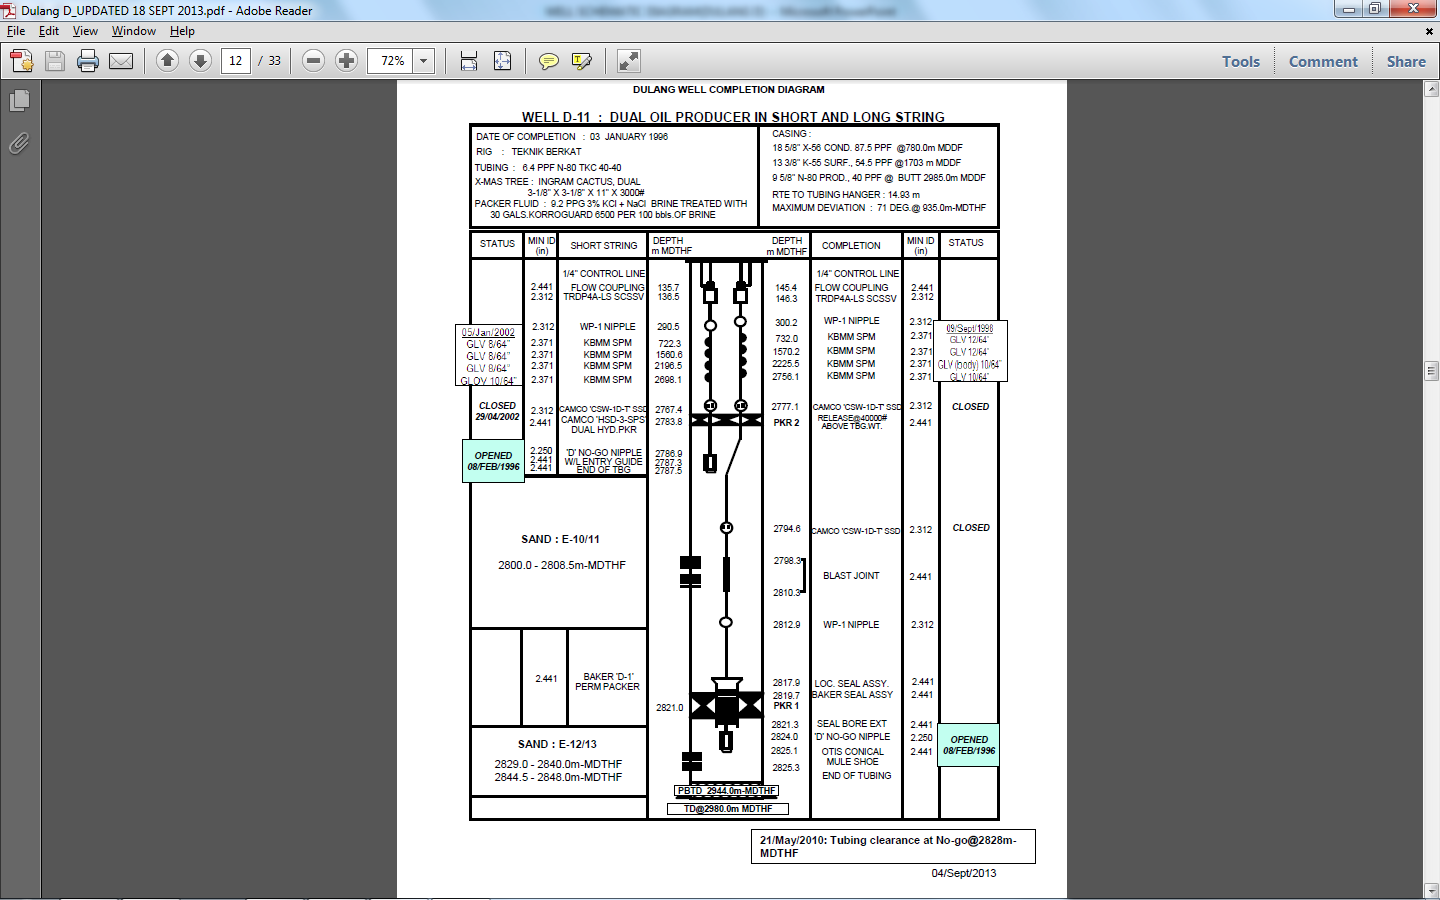 Dulang D_UPDATED 18 SEPT 2013.pdf - Adobe Reader
File Edit View Window Help
12 / 33 72%
Tools Comment Share
DULANG WELL COMPLETION DIAGRAM
WELL D-11 : DUAL OIL PRODUCER IN SHORT AND LONG STRING
DATE OF COMPLETION : 03 JANUARY 1996
RIG : TEKNIK BERKAT
TUBING : 6.4 PPF N-80 TKC 40-40
X-MAS TREE : INGRAM CACTUS, DUAL
3-1/8" X 3-1/8" X 11" X 3000#
PACKER FLUID : 9.2 PPG 3% KCl + NaCl BRINE TREATED WITH
30 GALS.KORROGUARD 6500 PER 100 bbls.OF BRINE
CASING :
18 5/8" X-56 COND. 87.5 PPF @780.0m MDDF
13 3/8" K-55 SURF., 54.5 PPF @1703 m MDDF
9 5/8" N-80 PROD., 40 PPF @ BUTT 2985.0m MDDF
RTE TO TUBING HANGER : 14.93 m
MAXIMUM DEVIATION : 71 DEG.@ 935.0m-MDTHF
STATUS MIN ID (in) SHORT STRING DEPTH m MDTHF DEPTH m MDTHF COMPLETION MIN ID (in) STATUS
1/4" CONTROL LINE 1/4" CONTROL LINE
2.441 FLOW COUPLING 135.7 145.4 FLOW COUPLING 2.441
2.312 TRDP4A-LS SCSSV 136.5 146.3 TRDP4A-LS SCSSV 2.312
2.312 WP-1 NIPPLE 290.5 300.2 WP-1 NIPPLE 2.312
05/Jan/2002 09/Sept/1998
GLV 8/64" 2.371 KBMM SPM 722.3 732.0 KBMM SPM 2.371 GLV 12/64"
GLV 8/64" 2.371 KBMM SPM 1560.6 1570.2 KBMM SPM 2.371 GLV 12/64"
GLV 8/64" 2.371 KBMM SPM 2196.5 2225.5 KBMM SPM 2.371 GLV (body) 10/64"
GLOV 10/64" 2.371 KBMM SPM 2698.1 2756.1 KBMM SPM 2.371 GLV 10/64"
CLOSED
29/04/2002
2.312 CAMCO 'CSW-1D-T' SSD 2767.4 2777.1 CAMCO 'CSW-1D-T' SSD 2.312 CLOSED
2.441 CAMCO 'HSD-3-SPS' 2783.8 PKR 2 RELEASE@40000# 2.441
DUAL HYD.PKR ABOVE TBG.WT.
OPENED
08/FEB/1996
2.250 'D' NO-GO NIPPLE 2786.9
2.441 W/L ENTRY GUIDE 2787.3
2.441 END OF TBG 2787.5
2794.6 CAMCO 'CSW-1D-T' SSD 2.312 CLOSED
SAND : E-10/11
2800.0 - 2808.5m-MDTHF
2798.3
BLAST JOINT 2.441
2810.3
2812.9 WP-1 NIPPLE 2.312
2.441 BAKER 'D-1'
PERM PACKER
2821.0
2817.9 LOC. SEAL ASSY. 2.441
2819.7 BAKER SEAL ASSY 2.441
PKR 1
2821.3 SEAL BORE EXT 2.441
2824.0 'D' NO-GO NIPPLE 2.250
2825.1 OTIS CONICAL 2.441
MULE SHOE
2825.3 END OF TUBING
OPENED
08/FEB/1996
SAND : E-12/13
2829.0 - 2840.0m-MDTHF
2844.5 - 2848.0m-MDTHF
PBTD 2944.0m-MDTHF
TD@2980.0m MDTHF
21/May/2010: Tubing clearance at No-go@2828m-
MDTHF
04/Sept/2013